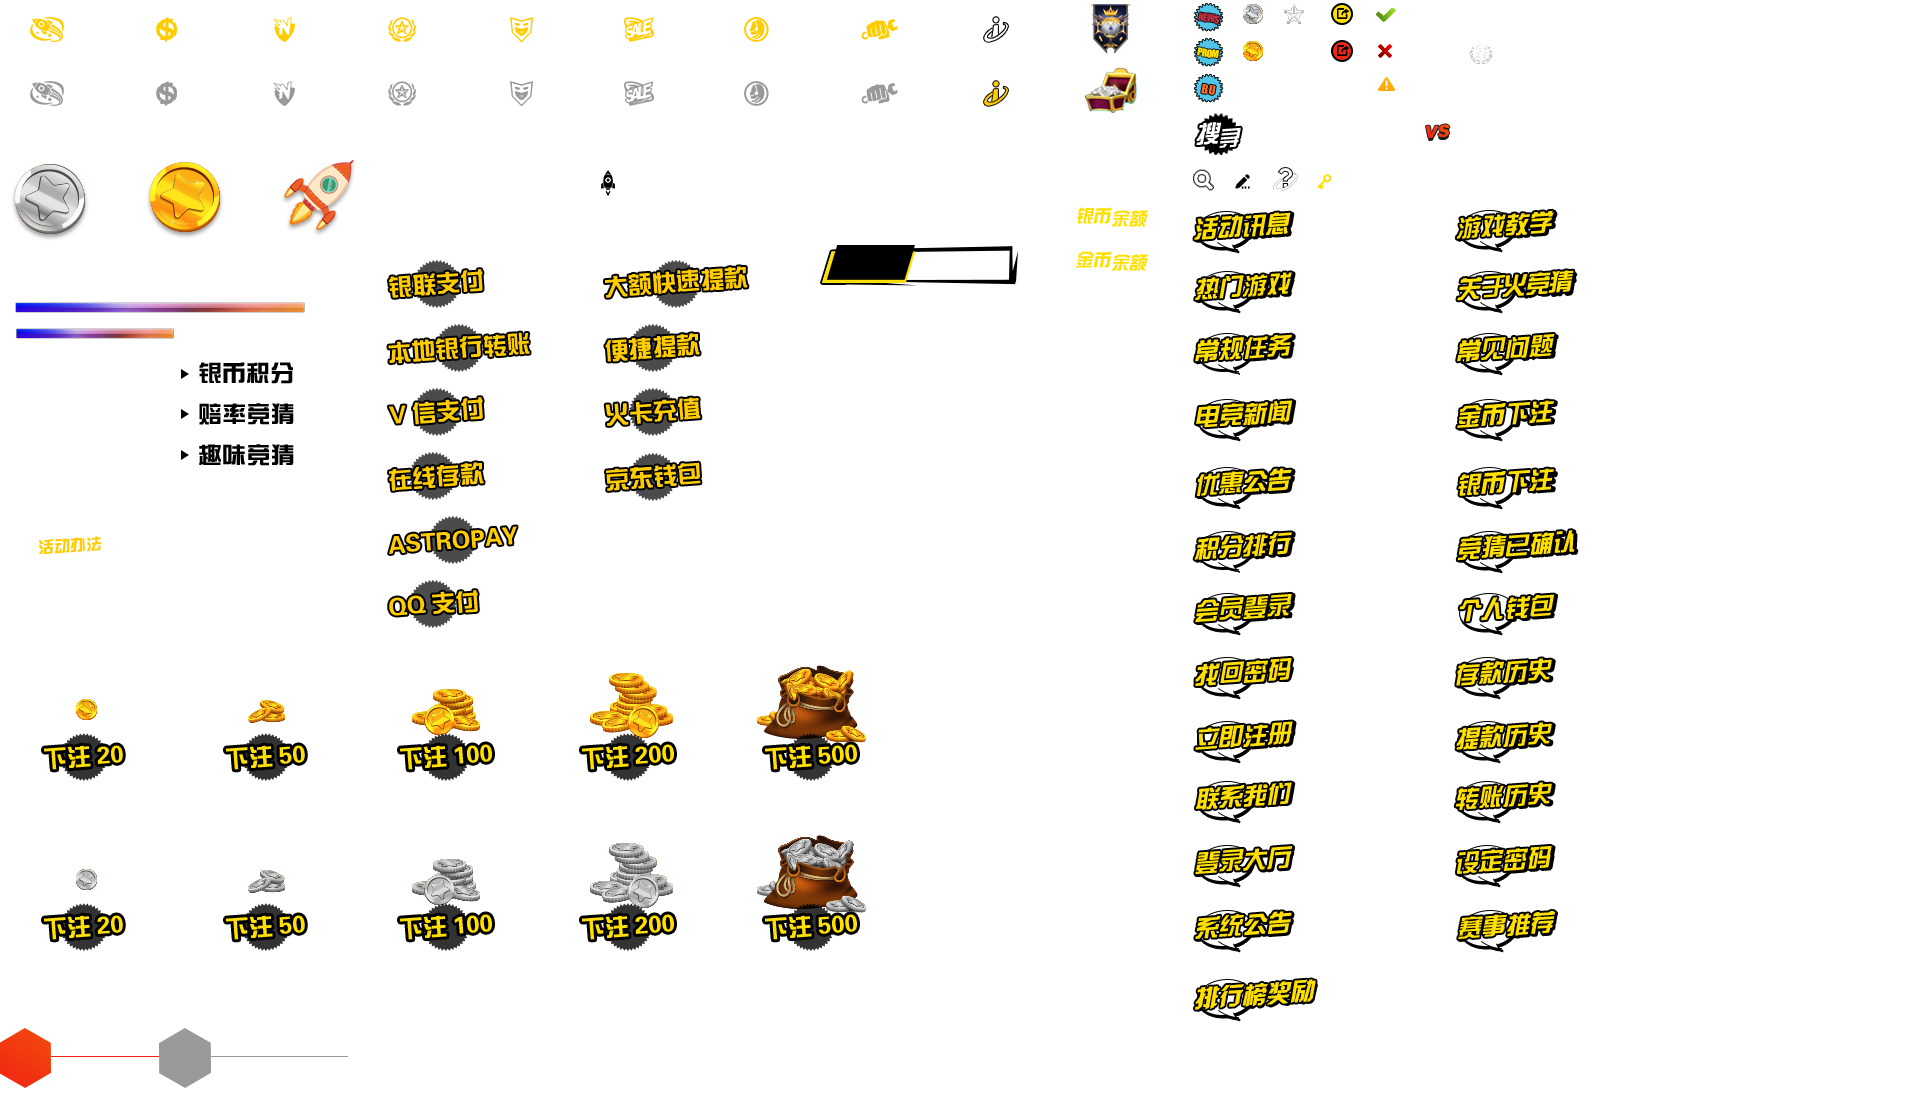 SALE
SALE
NEWS
PROM
BU
搜寻
VS
银币余额
金币余额
银币积分
赔率竞猜
趣味竞猜
活动办法
银联支付
本地银行转账
V 信支付
在线存款
ASTROPAY
QQ 支付
大额快速提款
便捷提款
火卡充值
京东钱包
下注 20
下注 50
下注 100
下注 200
下注 500
下注 20
下注 50
下注 100
下注 200
下注 500
活动讯息
热门游戏
常规任务
电竞新闻
优惠公告
积分排行
会员登录
找回密码
立即注册
联系我们
登录大厅
系统公告
排行榜奖励
游戏教学
关于火竞猜
常见问题
金币下注
银币下注
竞猜已确认
个人钱包
存款历史
提款历史
转账历史
设定密码
赛事推荐